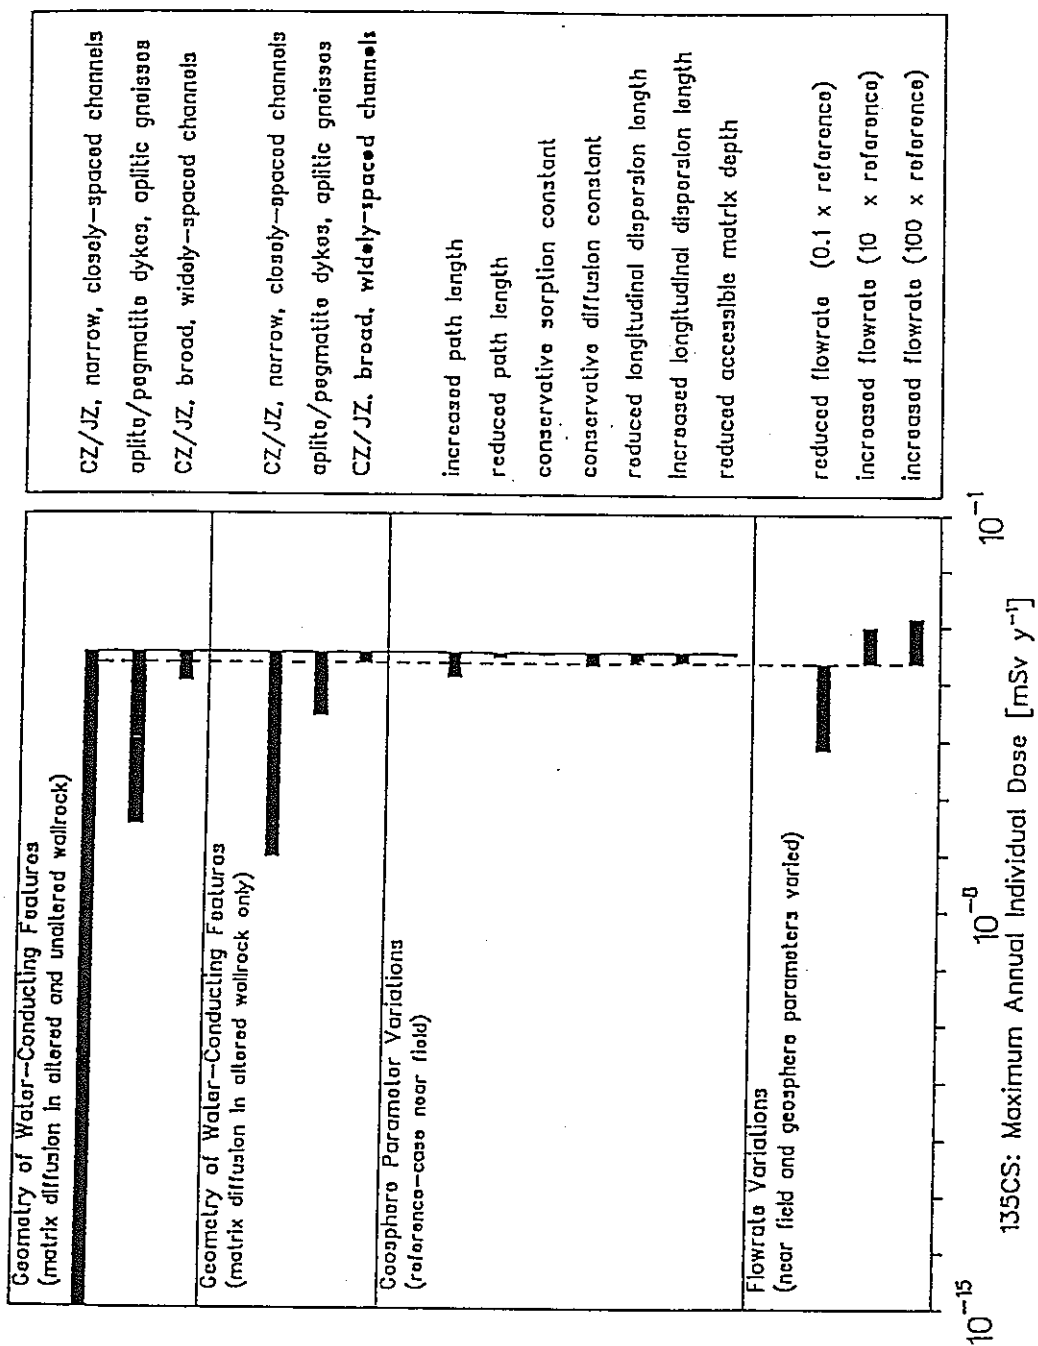 Geometry of Water-Conducting Features
(matrix diffusion in altered and unaltered wallrock)
CZ/JZ, narrow, closely-spaced channels
aplite/pegmatite dykes, aplitic gneisses
CZ/JZ, broad, widely-spaced channels
Geometry of Water-Conducting Features
(matrix diffusion in altered wallrock only)
CZ/JZ, narrow, closely-spaced channels
aplite/pegmatite dykes, aplitic gneisses
CZ/JZ, broad, widely-spaced channels
Geosphere Parameter Variations
(reference-case near field)
increased path length
reduced path length
conservative sorption constant
conservative diffusion constant
reduced longitudinal dispersion length
Increased longitudinal dispersion length
reduced accessible matrix depth
Flowrate Variations
(near field and geosphere parameters varied)
reduced flowrate (0.1 x reference)
increased flowrate (10 x reference)
increased flowrate (100 x reference)
10⁻¹⁵
10⁻⁸
10⁻¹
135CS: Maximum Annual Individual Dose [mSv y⁻¹]